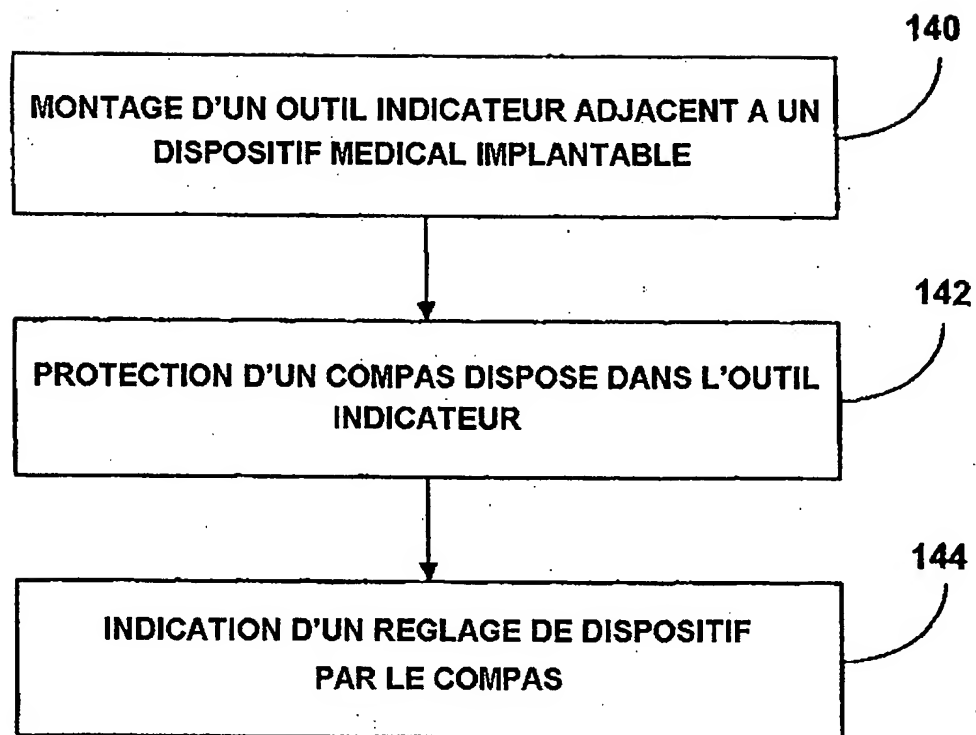 140
MONTAGE D'UN OUTIL INDICATEUR ADJACENT A UN
DISPOSITIF MEDICAL IMPLANTABLE
142
PROTECTION D'UN COMPAS DISPOSE DANS L'OUTIL
INDICATEUR
144
INDICATION D'UN REGLAGE DE DISPOSITIF
PAR LE COMPAS